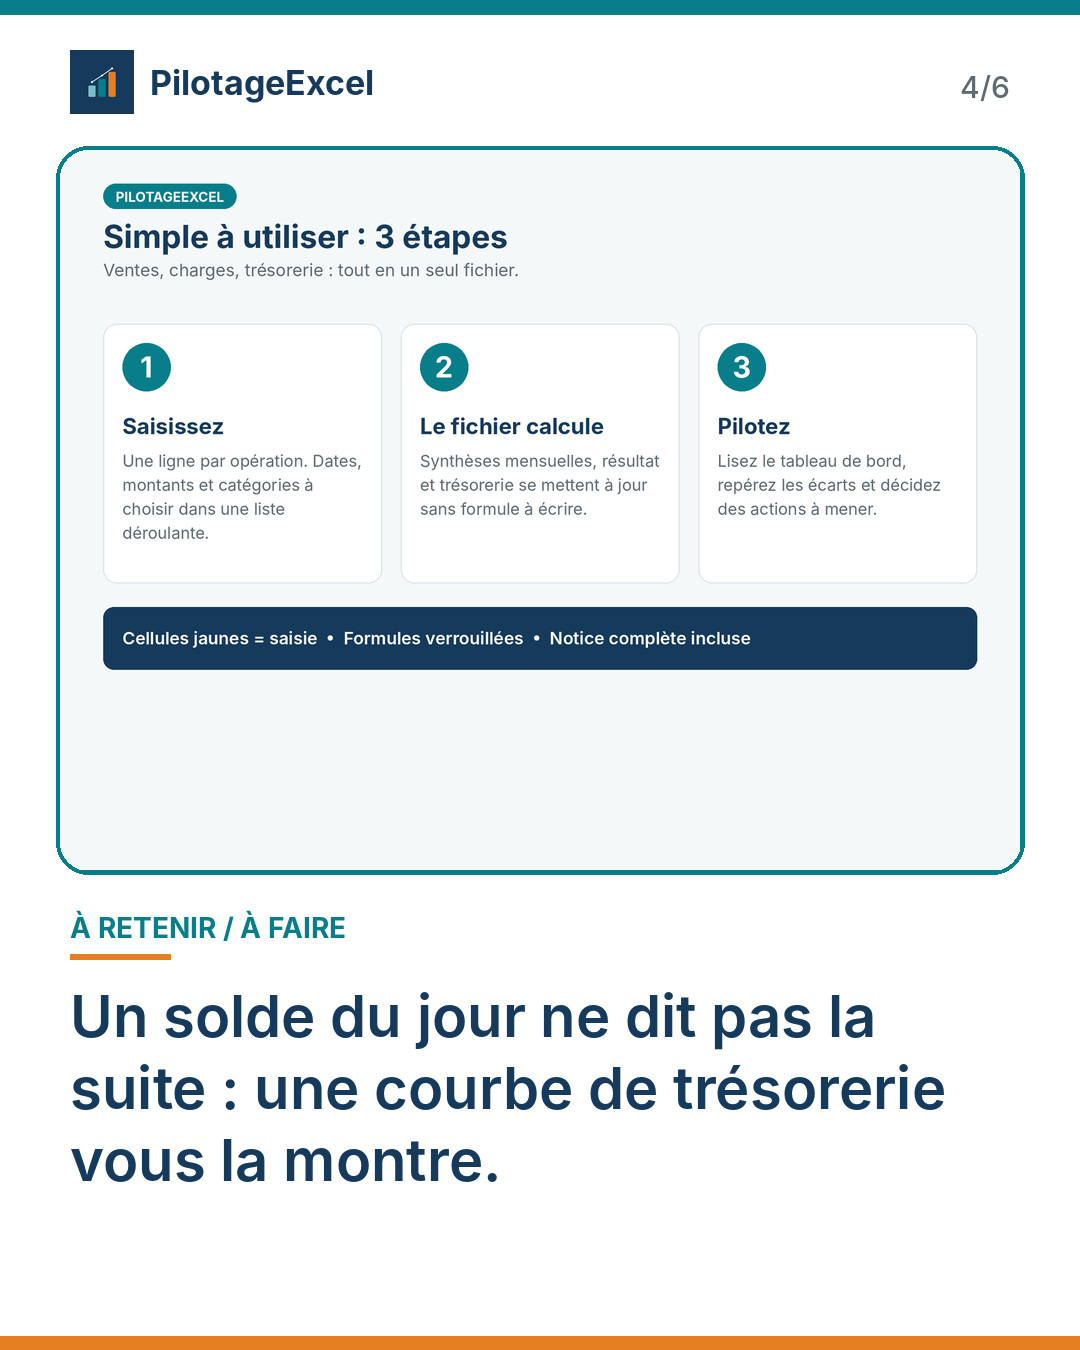 PilotageExcel
4/6
PILOTAGEEXCEL
Simple à utiliser : 3 étapes
Ventes, charges, trésorerie : tout en un seul fichier.
1
Saisissez
Une ligne par opération. Dates,
montants et catégories à
choisir dans une liste
déroulante.
2
Le fichier calcule
Synthèses mensuelles, résultat
et trésorerie se mettent à jour
sans formule à écrire.
3
Pilotez
Lisez le tableau de bord,
repérez les écarts et décidez
des actions à mener.
Cellules jaunes = saisie • Formules verrouillées • Notice complète incluse
À RETENIR / À FAIRE
Un solde du jour ne dit pas la
suite : une courbe de trésorerie
vous la montre.